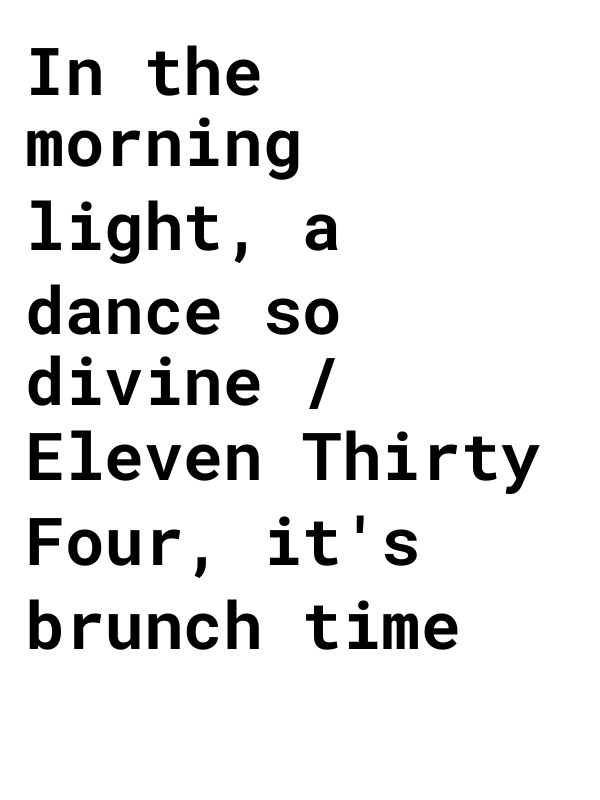 In the
morning
light, a
dance so
divine /
Eleven Thirty
Four, it's
brunch time